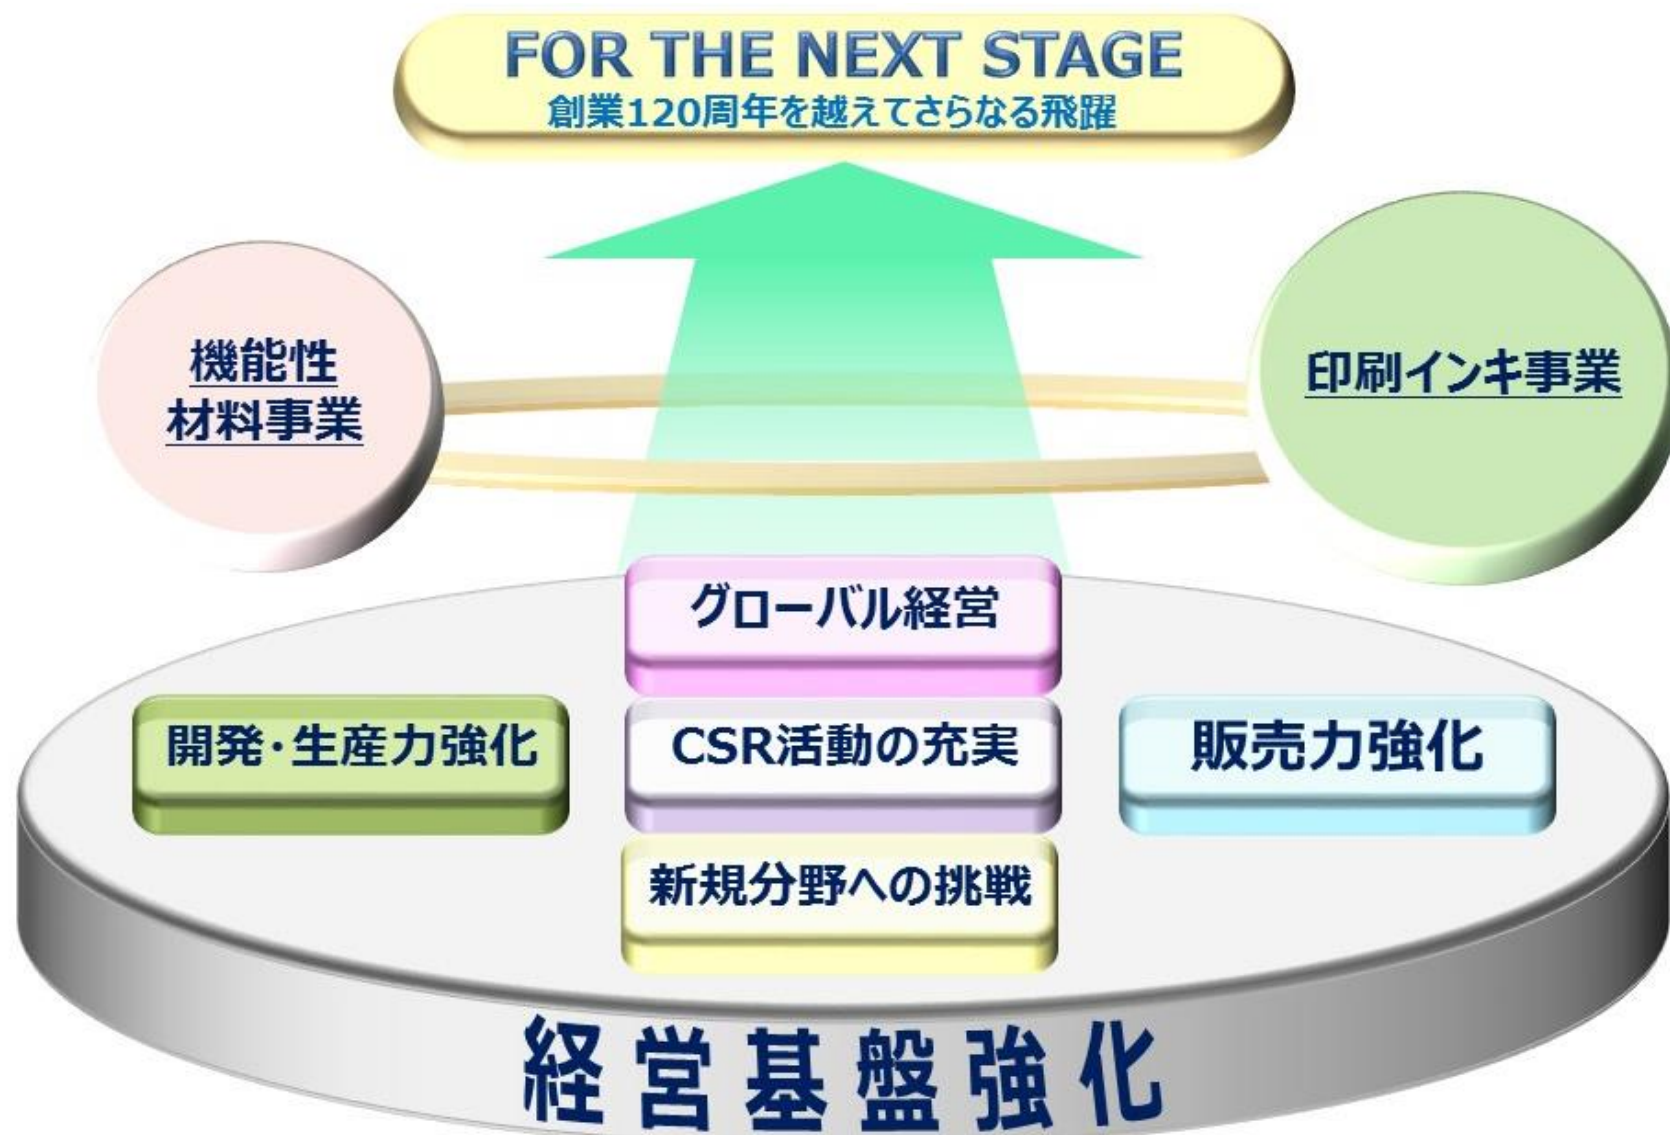 FOR THE NEXT STAGE
創業120周年を越えてさらなる飛躍
機能性
材料事業
印刷インキ事業
グローバル経営
開発・生産力強化
CSR活動の充実
販売力強化
新規分野への挑戦
経営基盤強化